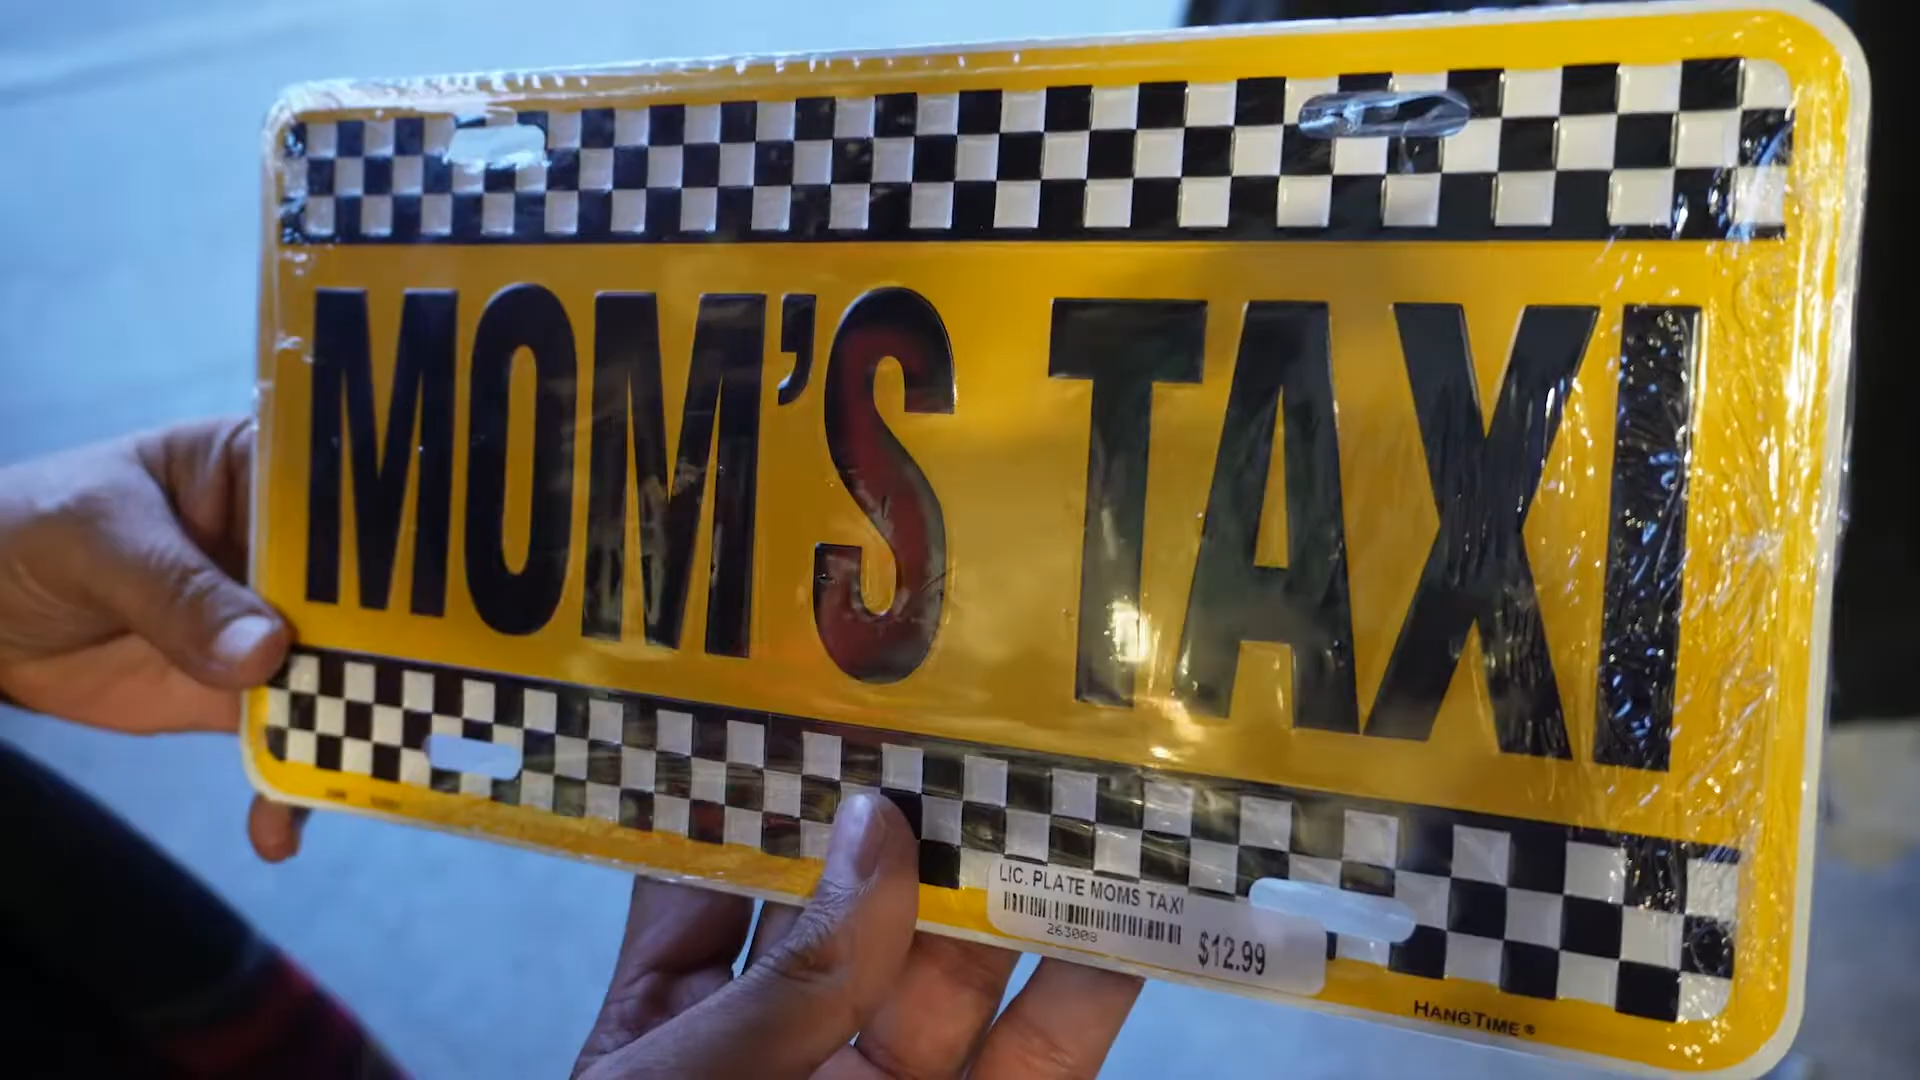 MOM'S TAXI
LIC. PLATE MOMS TAXI
263008
$12.99
HANGTIME®